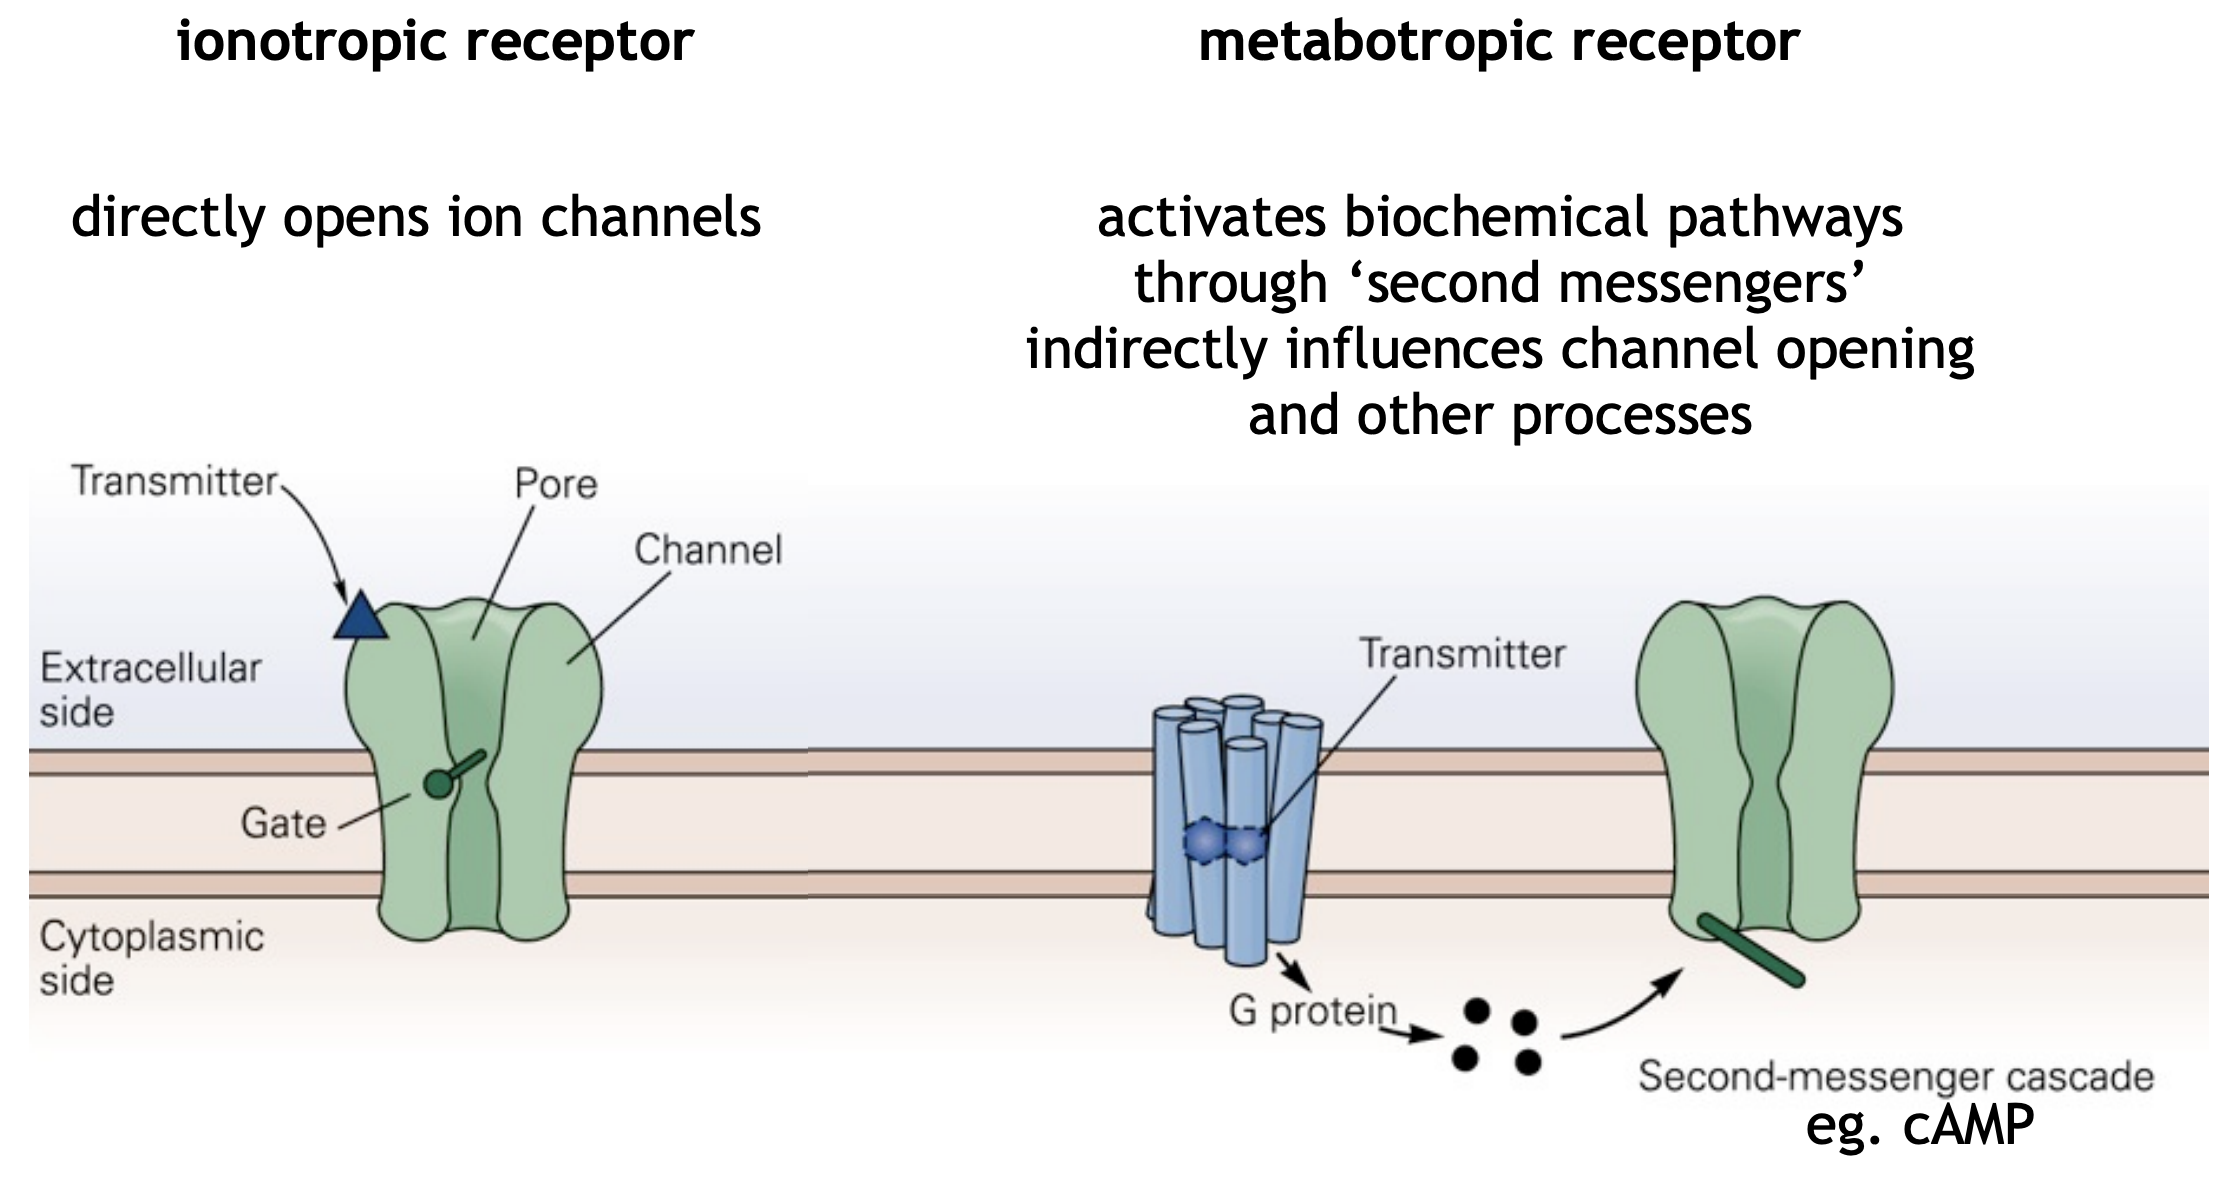 ionotropic receptor
directly opens ion channels
metabotropic receptor
activates biochemical pathways
through ‘second messengers’
indirectly influences channel opening
and other processes
Transmitter
Pore
Channel
Extracellular
side
Gate
Cytoplasmic
side
Transmitter
G protein
Second-messenger cascade
eg. cAMP